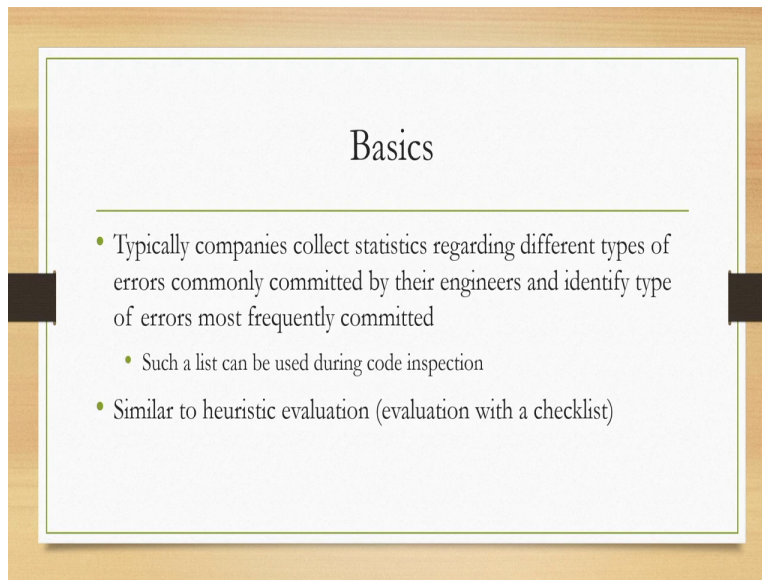 Basics
• Typically companies collect statistics regarding different types of
errors commonly committed by their engineers and identify type
of errors most frequently committed
• Such a list can be used during code inspection
• Similar to heuristic evaluation (evaluation with a checklist)